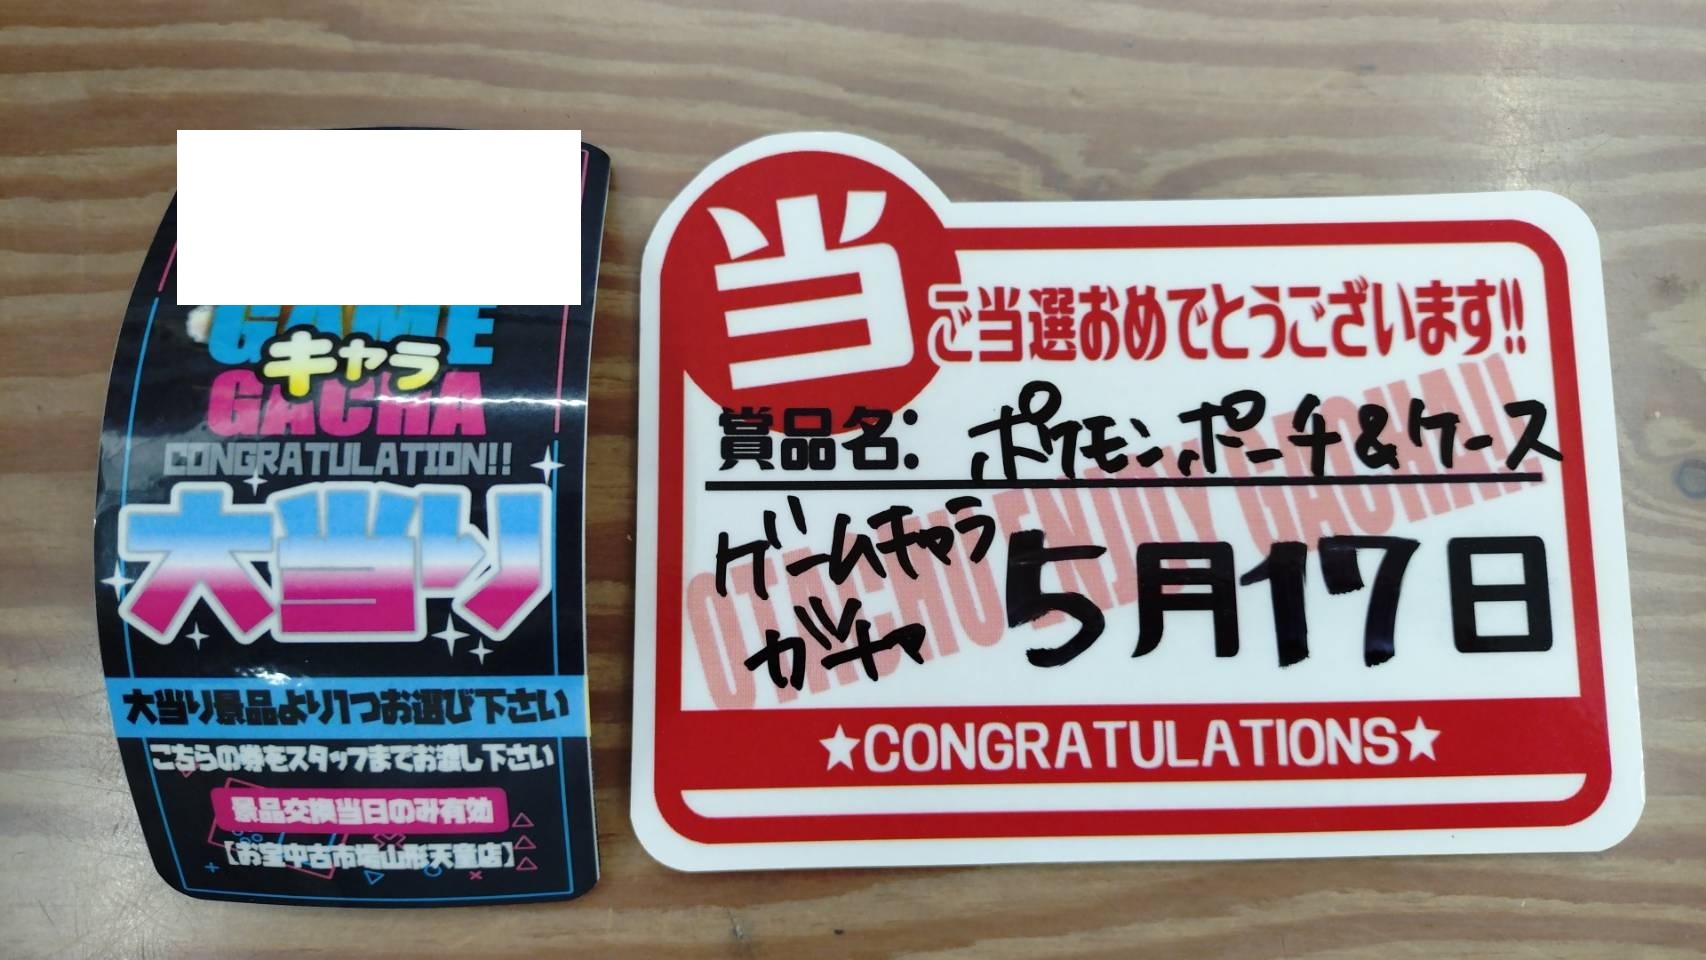 GAME
キャラ
GACHA
CONGRATULATION!!
大当り
大当り景品より1つお選び下さい
こちらの券をスタッフまでお渡し下さい
景品交換当日のみ有効
【お宝中古市場山形天童店】
当
ご当選おめでとうございます!!
賞品名: ポケモンポーチ&ケース
ゲームキャラ
ガチャ
5月17日
OTACHU ENJOY GACHA!!
★CONGRATULATIONS★